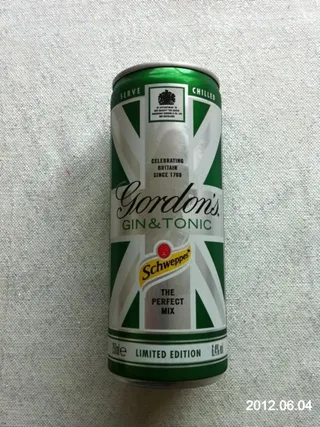 SERVE CHILLED
CELEBRATING
BRITAIN
SINCE 1769
Gordon's
GIN & TONIC
Schweppes
THE
PERFECT
MIX
LIMITED EDITION
2012.06.04